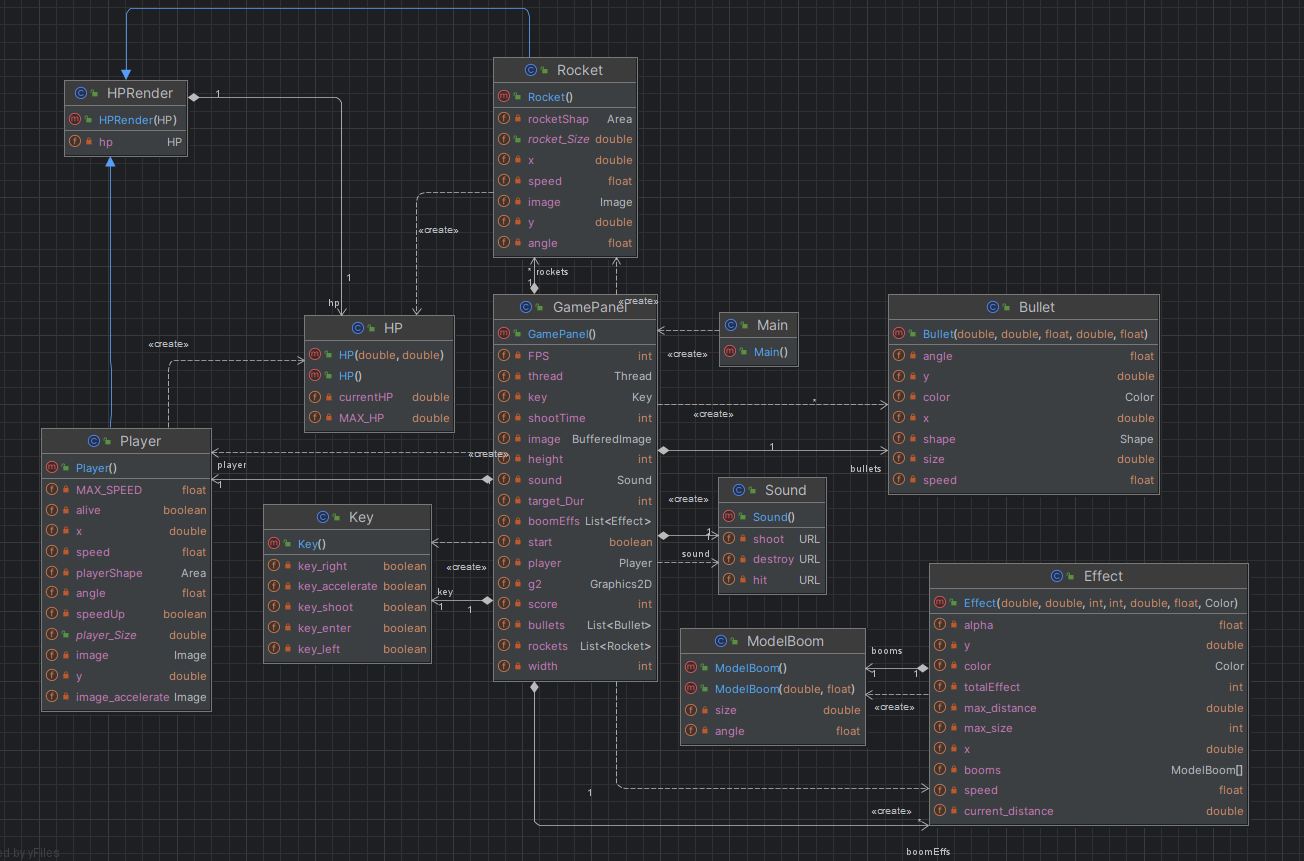 HPRender
HPRender(HP)
hp HP
1
1
hp
Rocket
Rocket()
rocketShap Area
rocket_Size double
x double
speed float
image Image
y double
angle float
«create»
* rockets
1
«create»
HP
HP(double, double)
HP()
currentHP double
MAX_HP double
«create»
GamePanel
GamePanel()
FPS int
thread Thread
key Key
shootTime int
image BufferedImage
height int
sound Sound
target_Dur int
boomEffs List<Effect>
start boolean
player Player
g2 Graphics2D
score int
bullets List<Bullet>
rockets List<Rocket>
width int
Main
Main()
«create»
Bullet
Bullet(double, double, float, double, float)
angle float
y double
color Color
x double
shape Shape
size double
speed float
*
«create»
1
bullets
Player
Player()
MAX_SPEED float
alive boolean
x double
speed float
playerShape Area
angle float
speedUp boolean
player_Size double
image Image
y double
image_accelerate Image
«create»
player
1
Key
Key()
key_right boolean
key_accelerate boolean
key_shoot boolean
key_enter boolean
key_left boolean
«create»
key
1 1
Sound
Sound()
shoot URL
destroy URL
hit URL
«create»
1
sound
ModelBoom
ModelBoom()
ModelBoom(double, float)
size double
angle float
booms
1 1
«create»
Effect
Effect(double, double, int, int, double, float, Color)
alpha float
y double
color Color
totalEffect int
max_distance double
max_size int
x double
booms ModelBoom[]
speed float
current_distance double
1
«create»
*
boomEffs
ed by yFiles